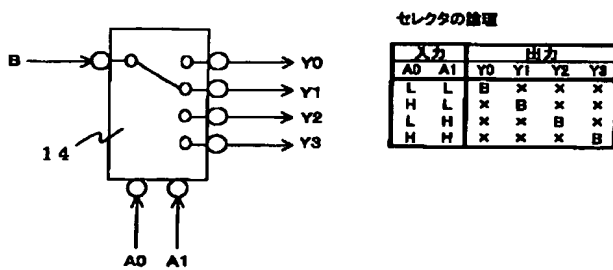 セレクタの論理
B
Y0
Y1
Y2
Y3
14
A0 A1
入力 出力
A0 A1 Y0 Y1 Y2 Y3
L L B × × ×
H L × B × ×
L H × × B ×
H H × × × B